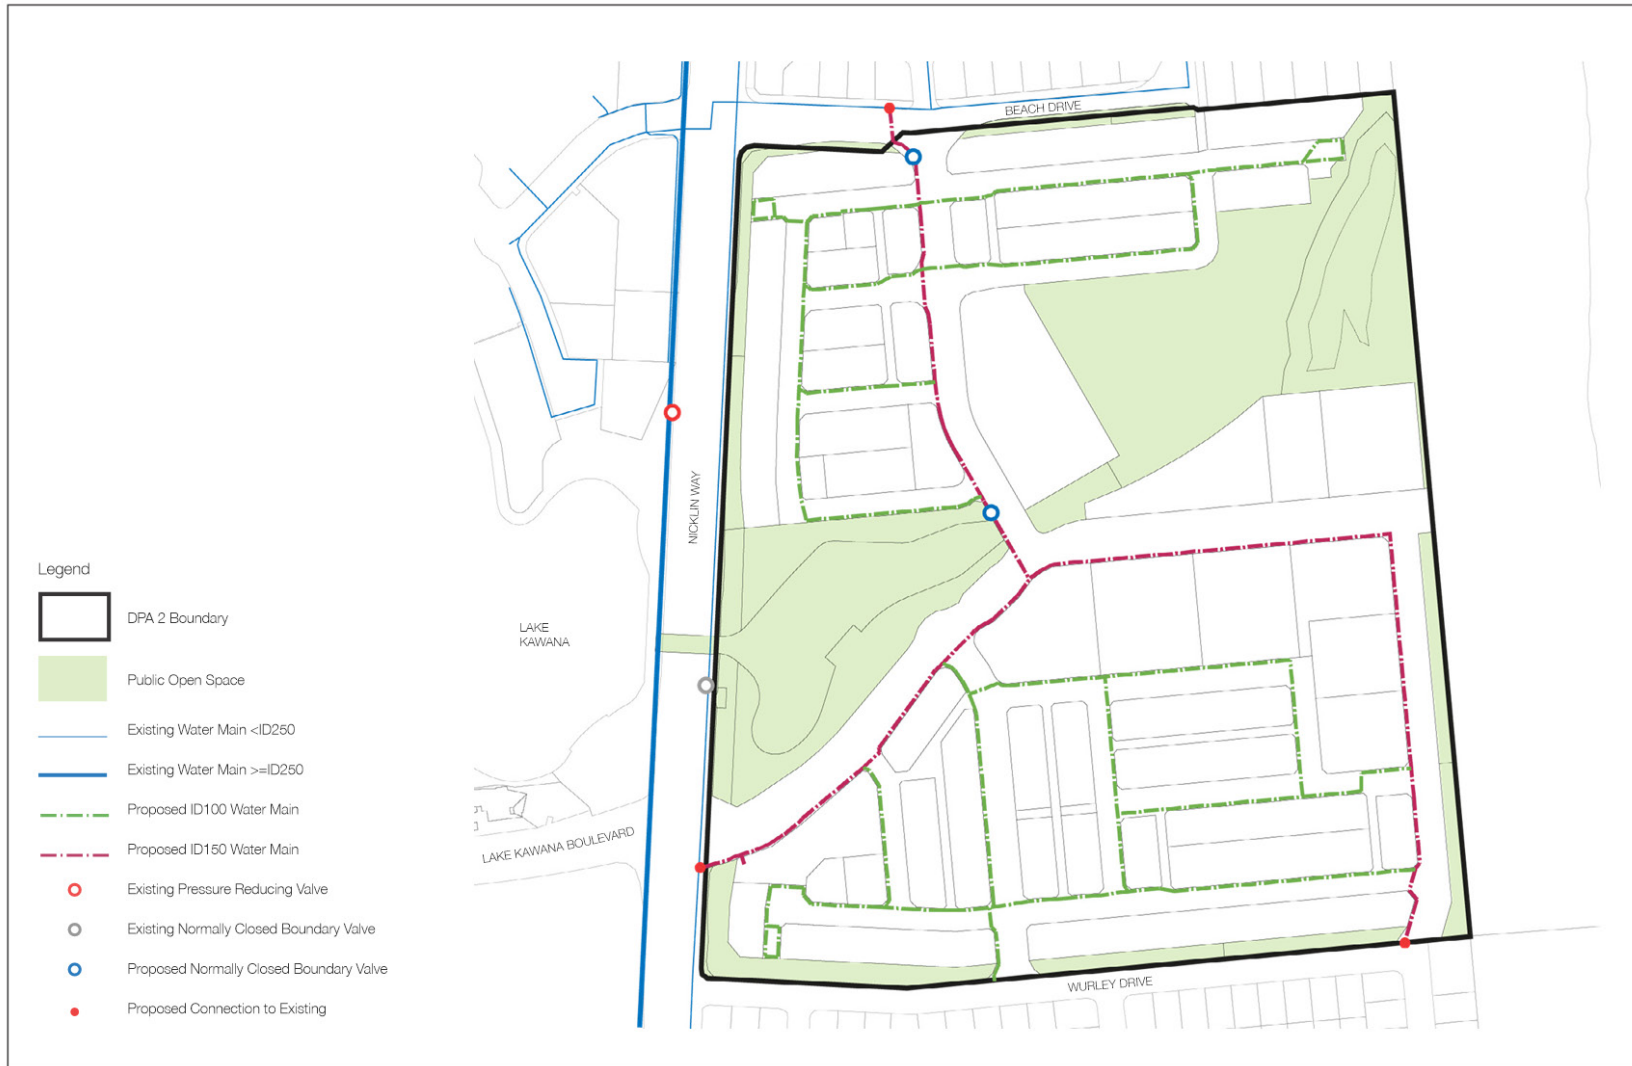 BEACH DRIVE
NICKLIN WAY
LAKE
KAWANA
LAKE KAWANA BOULEVARD
WURLEY DRIVE
Legend
DPA 2 Boundary
Public Open Space
Existing Water Main <ID250
Existing Water Main >=ID250
Proposed ID100 Water Main
Proposed ID150 Water Main
Existing Pressure Reducing Valve
Existing Normally Closed Boundary Valve
Proposed Normally Closed Boundary Valve
Proposed Connection to Existing